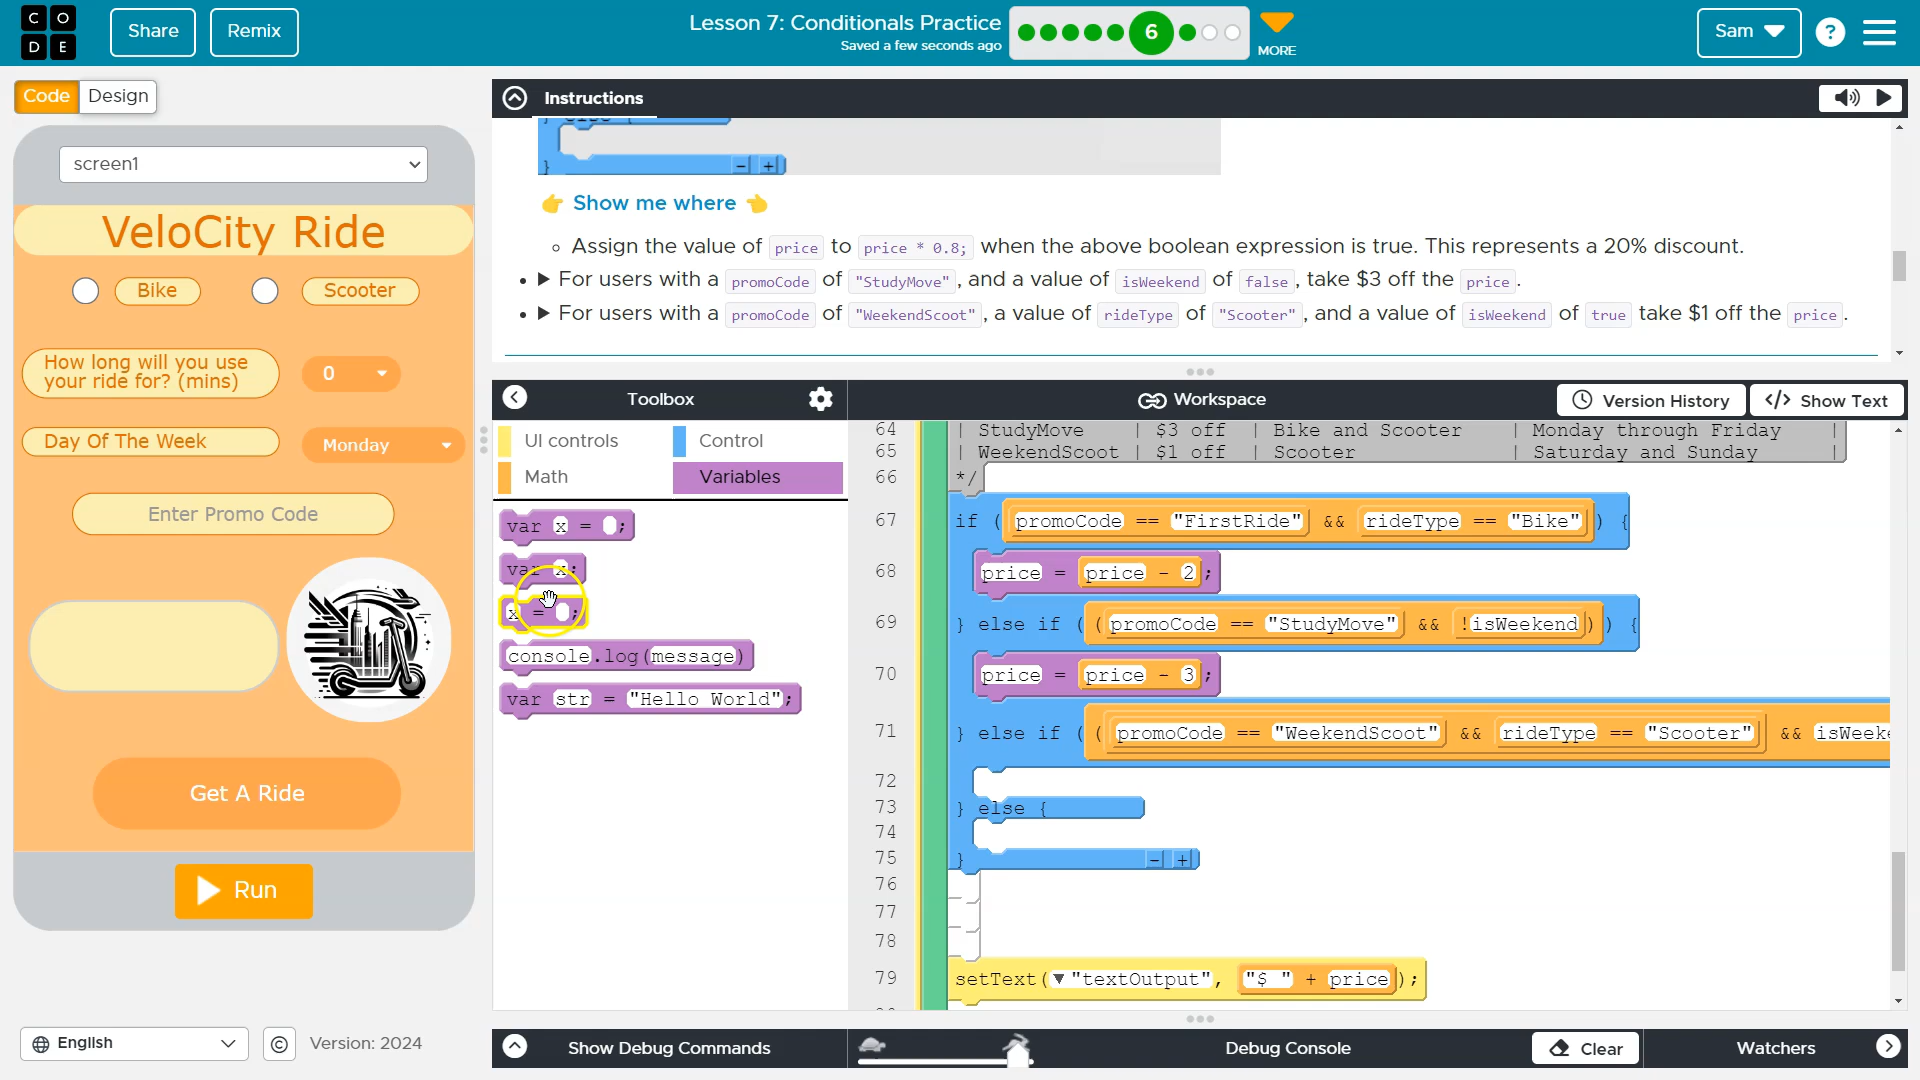 CODE
Share
Remix
Lesson 7: Conditionals Practice
Saved a few seconds ago
6
MORE
Sam
?
Code
Design
Instructions
screen1
VeloCity Ride
Bike
Scooter
How long will you use
your ride for? (mins)
0
Day Of The Week
Monday
Enter Promo Code
Get A Ride
Run
English
©
Version: 2024
} else {
} - +
👉 Show me where 👈
Assign the value of price to price * 0.8; when the above boolean expression is true. This represents a 20% discount.
For users with a promoCode of "StudyMove", and a value of isWeekend of false, take $3 off the price.
For users with a promoCode of "WeekendScoot", a value of rideType of "Scooter", and a value of isWeekend of true take $1 off the price.
Toolbox
Workspace
Version History
</> Show Text
UI controls
Control
Math
Variables
var x = ;
var x;
x = ;
console.log(message)
var str = "Hello World";
64 | StudyMove | $3 off | Bike and Scooter | Monday through Friday |
65 | WeekendScoot | $1 off | Scooter | Saturday and Sunday |
66 */
67 if ( promoCode == "FirstRide" && rideType == "Bike" ) {
68 price = price - 2;
69 } else if ( ( promoCode == "StudyMove" && !isWeekend ) ) {
70 price = price - 3;
71 } else if ( ( promoCode == "WeekendScoot" && rideType == "Scooter" && isWeeke
72
73 } else {
74
75 } - +
76
77
78
79 setText( ▼ "textOutput", "$ " + price );
Show Debug Commands
Debug Console
Clear
Watchers